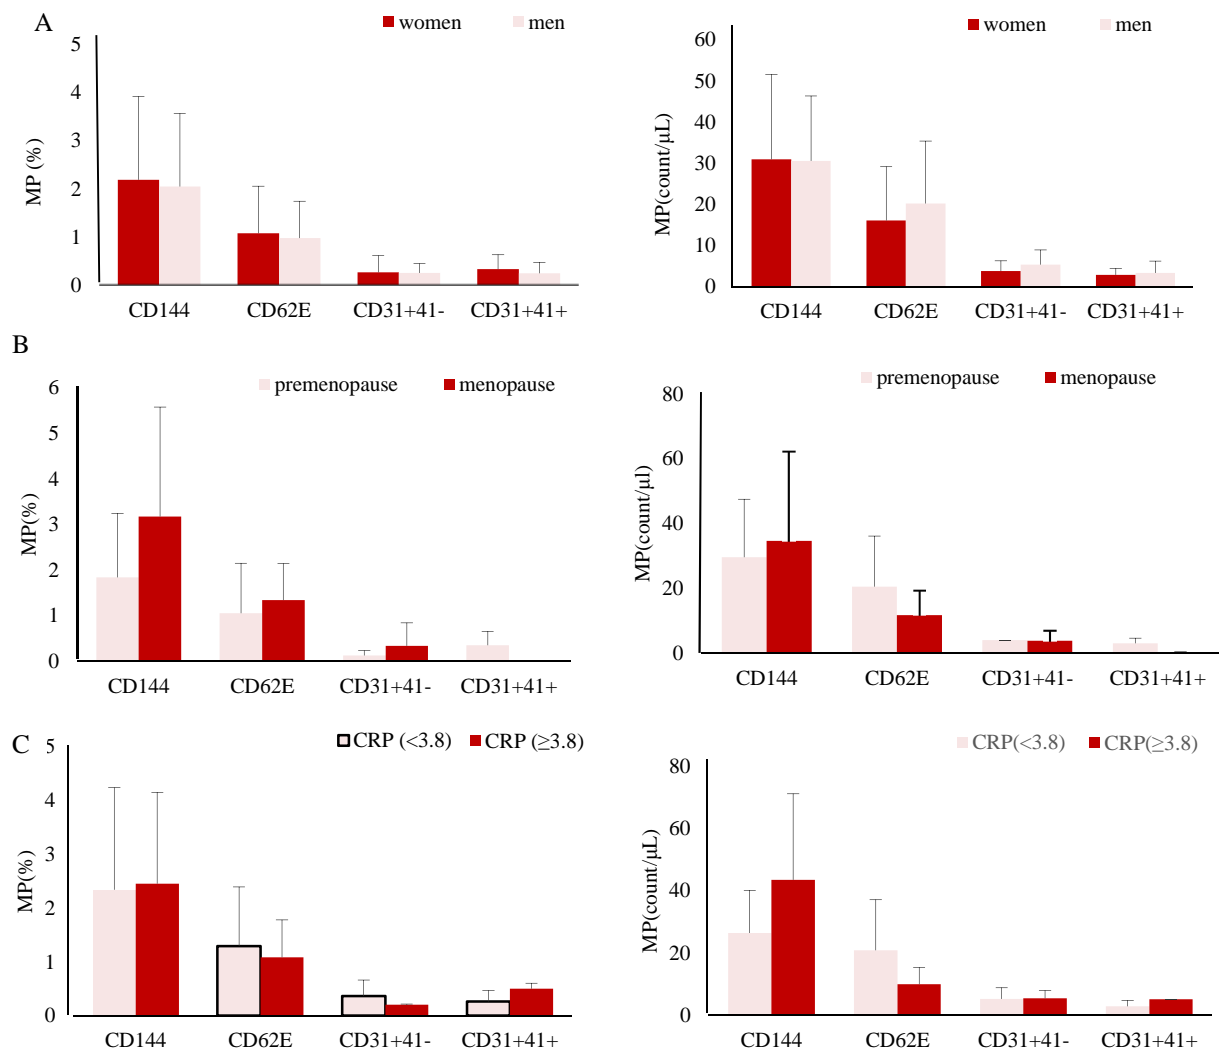 A
women men
5
4
3
2
1
0
MP (%)
CD144 CD62E CD31+41- CD31+41+
women men
60
50
40
30
20
10
0
MP(count/μL)
CD144 CD62E CD31+41- CD31+41+
B
premenopause menopause
6
5
4
3
2
1
0
MP(%)
CD144 CD62E CD31+41- CD31+41+
premenopause menopause
80
60
40
20
0
MP(count/μl)
CD144 CD62E CD31+41- CD31+41+
C
CRP (<3.8) CRP (≥3.8)
5
4
3
2
1
0
MP(%)
CD144 CD62E CD31+41- CD31+41+
CRP(<3.8) CRP(≥3.8)
80
60
40
20
0
MP(count/μL)
CD144 CD62E CD31+41- CD31+41+